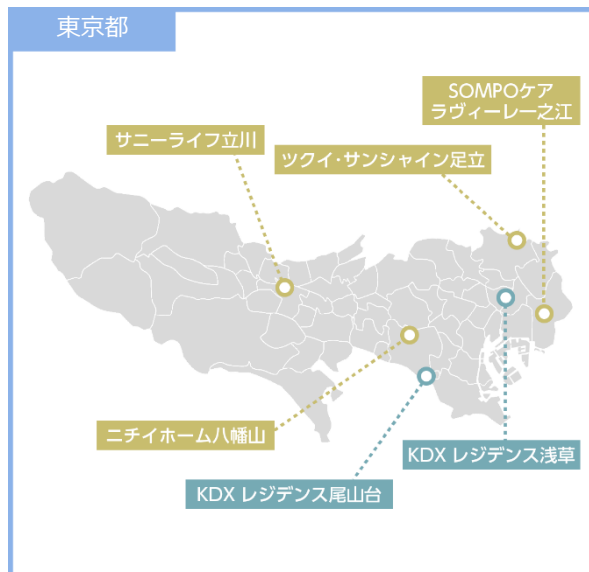 東京都
SOMPOケア
ラヴィーレ一之江
サニーライフ立川
ツクイ・サンシャイン足立
ニチイホーム八幡山
KDX レジデンス浅草
KDX レジデンス尾山台